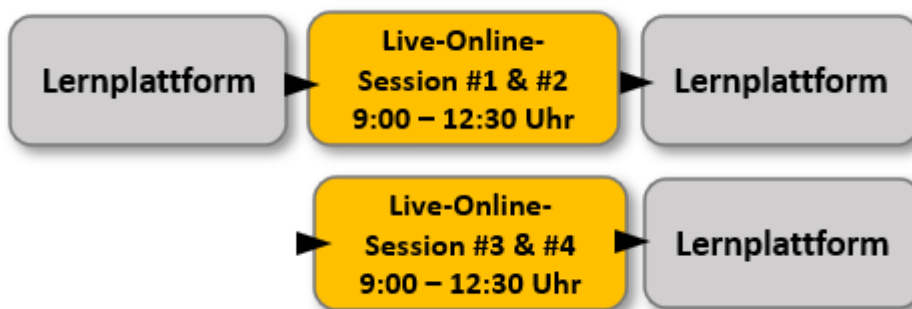 Lernplattform
Live-Online-
Session #1 & #2
9:00 – 12:30 Uhr
Lernplattform
Live-Online-
Session #3 & #4
9:00 – 12:30 Uhr
Lernplattform